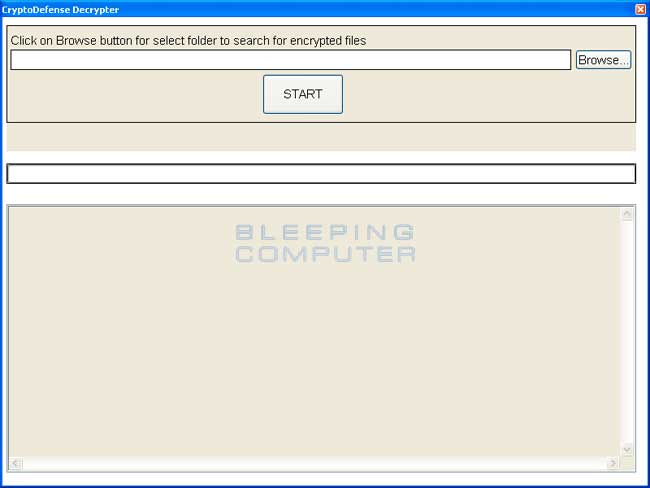 CryptoDefense Decrypter
Click on Browse button for select folder to search for encrypted files
Browse...
START
BLEEPING
COMPUTER